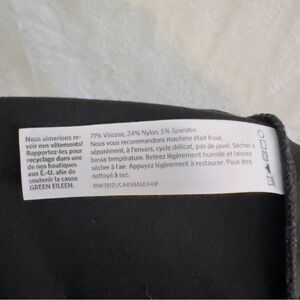 Nous aimerions re-
voir nos vêtements!
Rapportez-les pour
recyclage dans une
de nos boutiques
aux É.-U. afin de
soutenir la cause
GREEN EILEEN.
71% Viscose, 24% Nylon, 5% Spandex
Nous vous recommandons machine était froid,
séparément, à l'envers, cycle délicat, pas de javel. Sécher à
basse température. Retirez légèrement humide et laissez
sécher à l'air. Appuyez légèrement à restaurer. Peut être
nettoyé à sec.